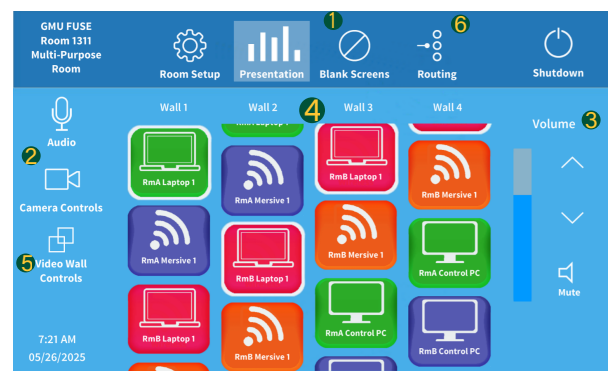 GMU FUSE
Room 1311
Multi-Purpose
Room
Room Setup
Presentation
1
Blank Screens
6
Routing
Shutdown
Audio
2
Camera Controls
5
Video Wall
Controls
7:21 AM
05/26/2025
Wall 1
Wall 2
4
Wall 3
Wall 4
RmA Laptop 1
RmA Mersive 1
RmB Laptop 1
RmA Mersive 1
RmB Laptop 1
RmB Mersive 1
RmB Laptop 1
RmB Mersive 1
RmA Control PC
RmB Mersive 1
RmA Control PC
RmB Control PC
Volume
3
Mute